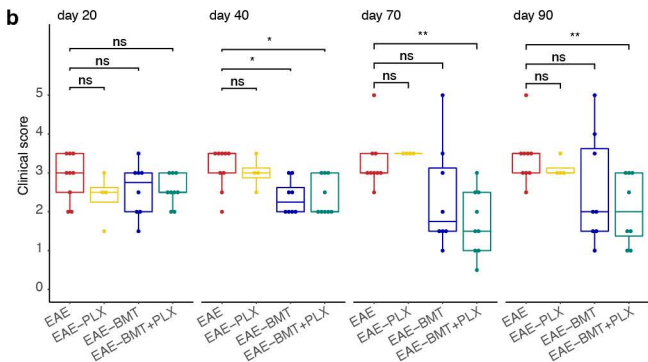 b
day 20
day 40
day 70
day 90
ns
ns
ns
*
*
ns
**
ns
ns
**
ns
ns
Clinical score
5
4
3
2
1
0
EAE
EAE−PLX
EAE−BMT
EAE−BMT+PLX
EAE
EAE−PLX
EAE−BMT
EAE−BMT+PLX
EAE
EAE−PLX
EAE−BMT
EAE−BMT+PLX
EAE
EAE−PLX
EAE−BMT
EAE−BMT+PLX